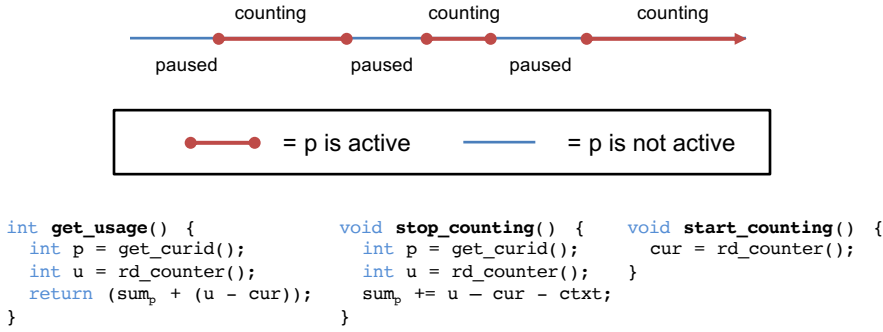 counting counting counting
paused paused paused
= p is active = p is not active
int get_usage() {
  int p = get_curid();
  int u = rd_counter();
  return (sumₚ + (u - cur));
}
void stop_counting() {
  int p = get_curid();
  int u = rd_counter();
  sumₚ += u – cur - ctxt;
}
void start_counting() {
  cur = rd_counter();
}